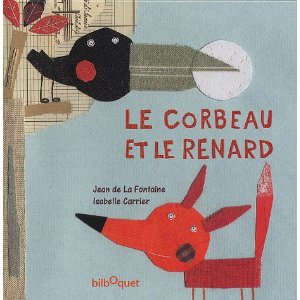 LE CORBEAU
ET LE RENARD
Jean de La Fontaine
Isabelle Carrier
bilbOquet